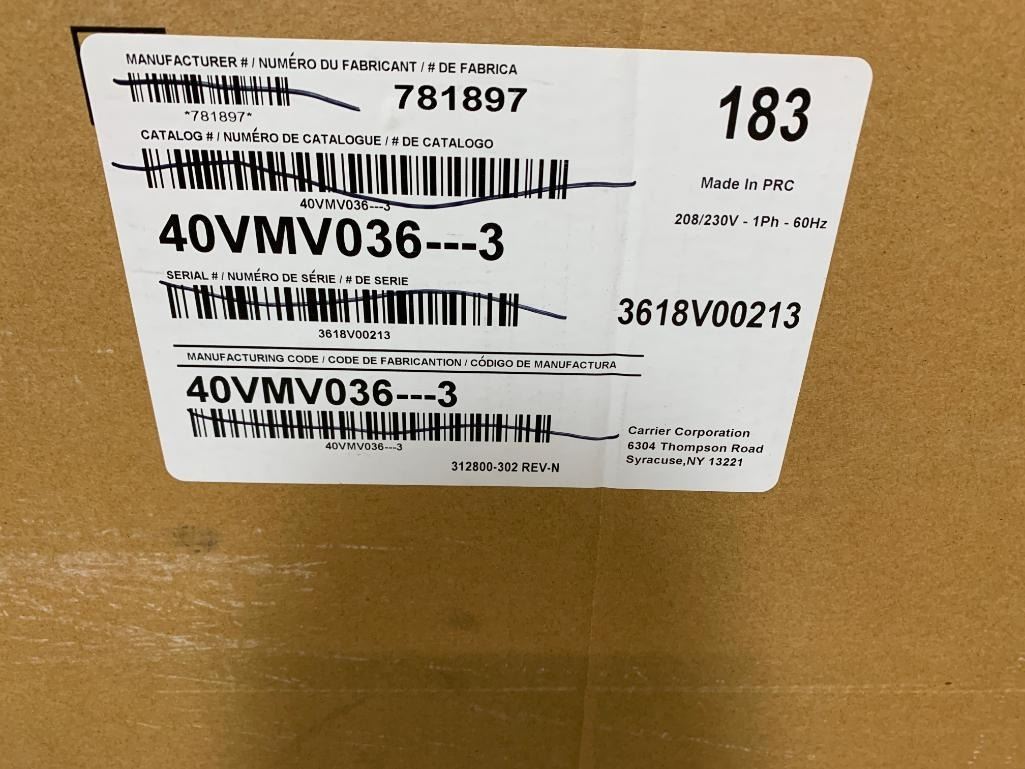 MANUFACTURER # / NUMÉRO DU FABRICANT / # DE FABRICA
781897
*781897*
183
CATALOG # / NUMÉRO DE CATALOGUE / # DE CATALOGO
40VMV036---3
40VMV036---3
Made In PRC
208/230V - 1Ph - 60Hz
SERIAL # / NUMÉRO DE SÉRIE / # DE SERIE
3618V00213
3618V00213
MANUFACTURING CODE / CODE DE FABRICANTION / CÓDIGO DE MANUFACTURA
40VMV036---3
40VMV036---3
312800-302 REV-N
Carrier Corporation
6304 Thompson Road
Syracuse,NY 13221